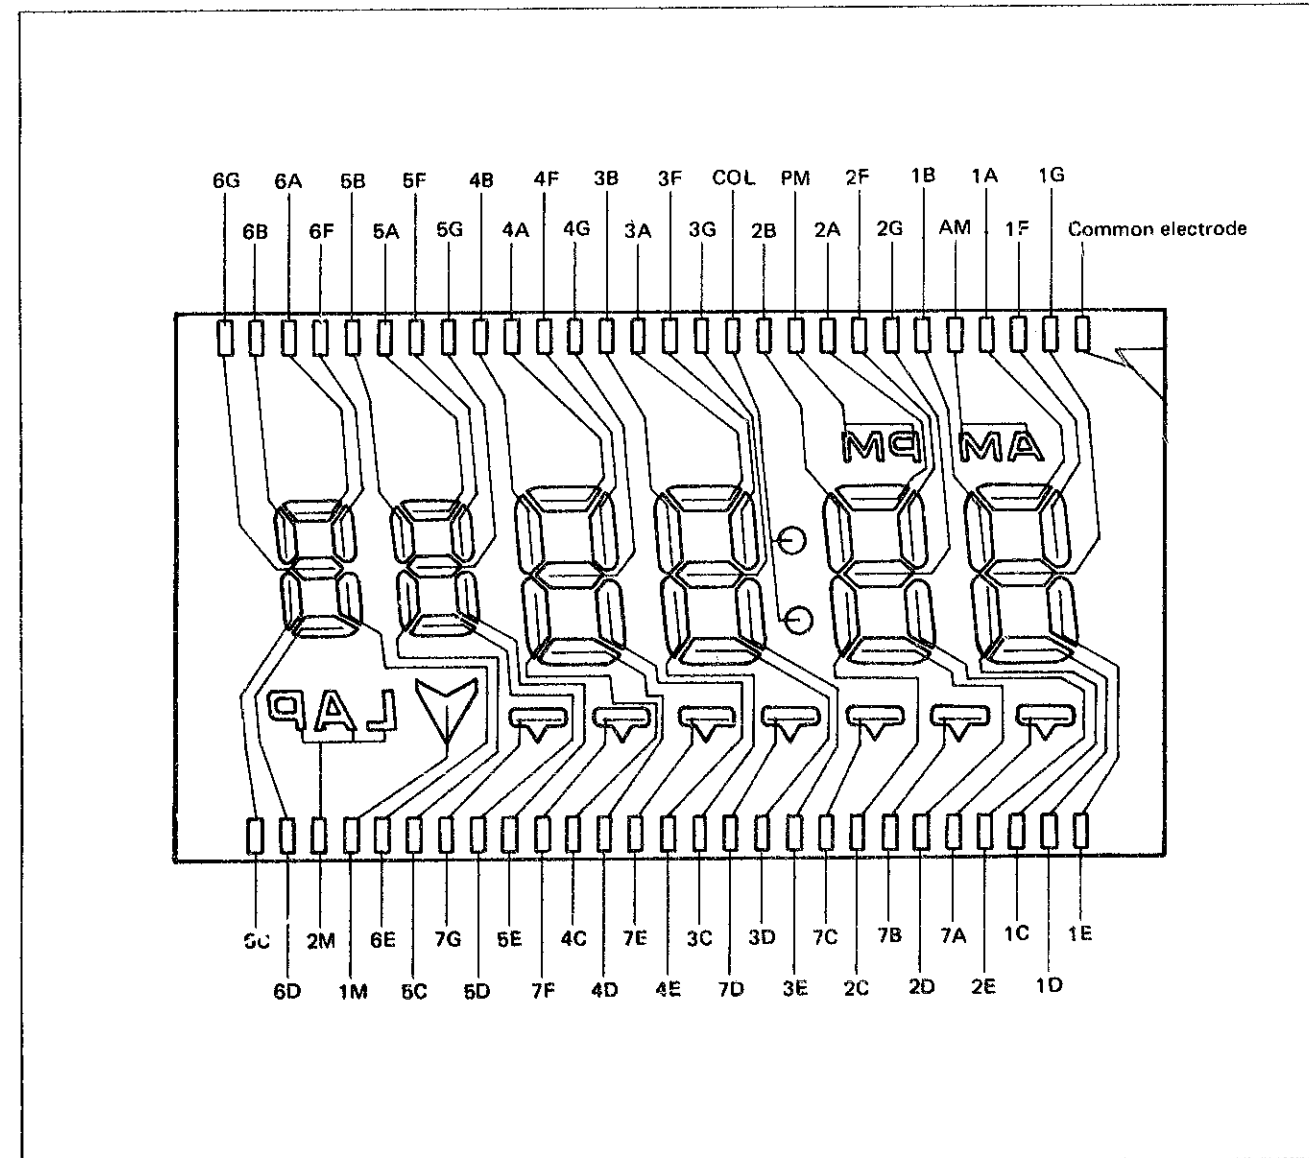 6G 6A 5B 5F 4B 4F 3B 3F COL PM 2F 1B 1A 1G
6B 6F 5A 5G 4A 4G 3A 3G 2B 2A 2G AM 1F Common electrode
PM AM
LAP
6C 2M 6E 7G 5E 4C 7E 3C 3D 7C 7B 7A 1C 1E
6D 1M 5C 5D 7F 4D 4E 7D 3E 2C 2D 2E 1D